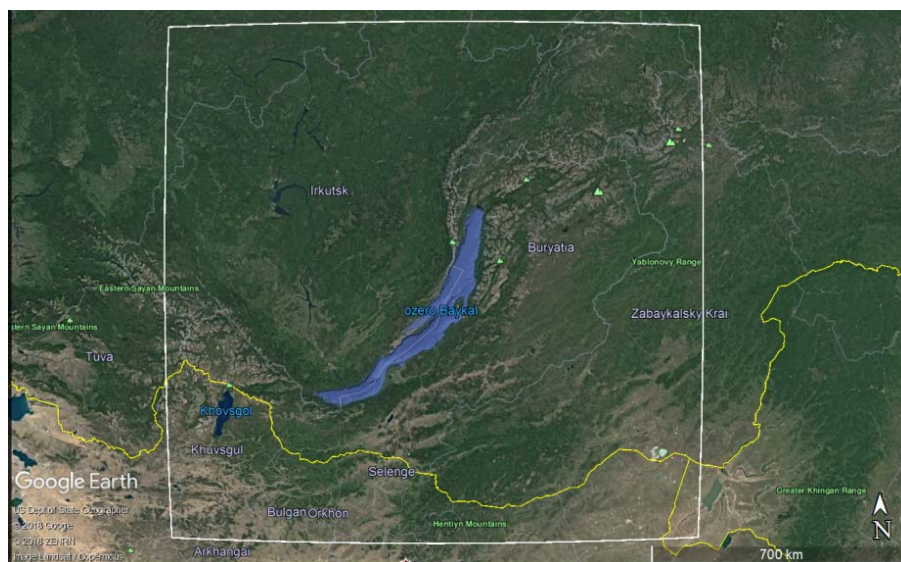 Irkutsk
Buryatia
Yablonovy Range
Eastern Sayan Mountains
ozero Baykal
Zabaykalsky Krai
stern Sayan Mountains
Tuva
Khovsgol
Khuvsgul
Selenge
Google Earth
Greater Khingan Range
US Dept of State Geographer
Bulgan Orkhon
© 2018 Google
Hentiyn Mountains
N
© 2018 ZENRIN
Arkhangai
700 km
Image Landsat / Copernicus